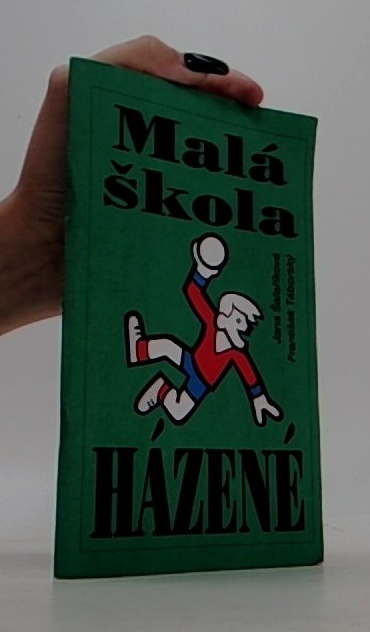 Malá
škola
Jana Šafaříková
František Táborský
HÁZENÉ